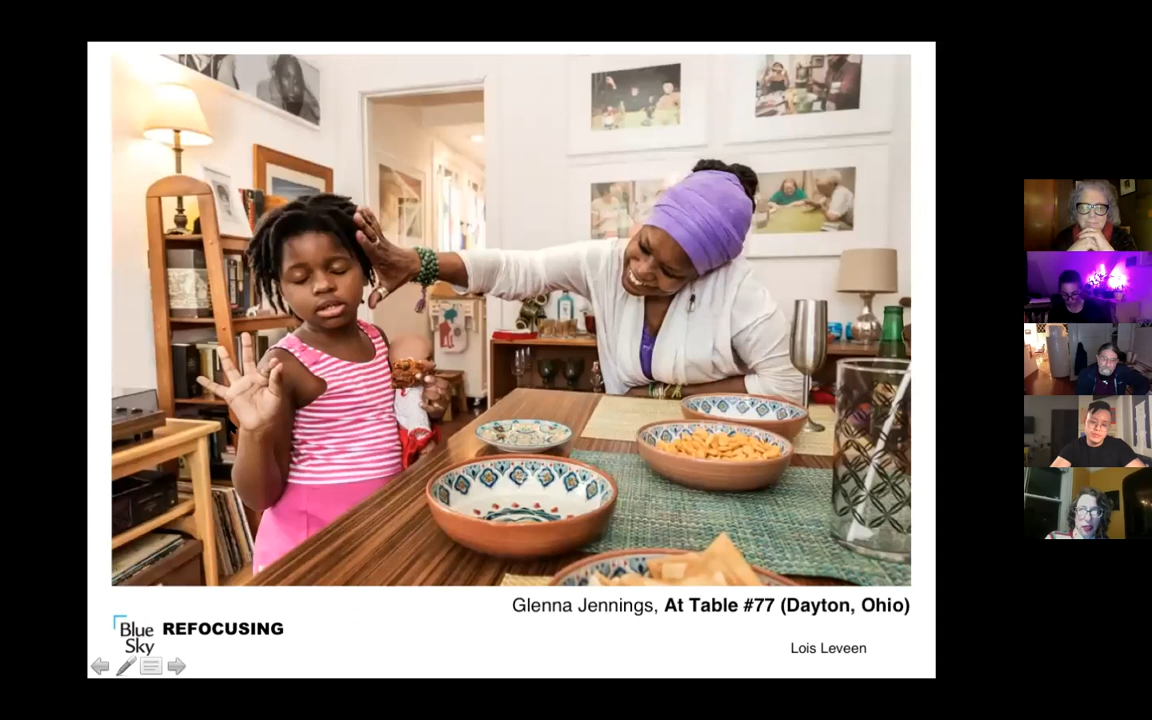 Glenna Jennings, At Table #77 (Dayton, Ohio)
Blue Sky
REFOCUSING
Lois Leveen